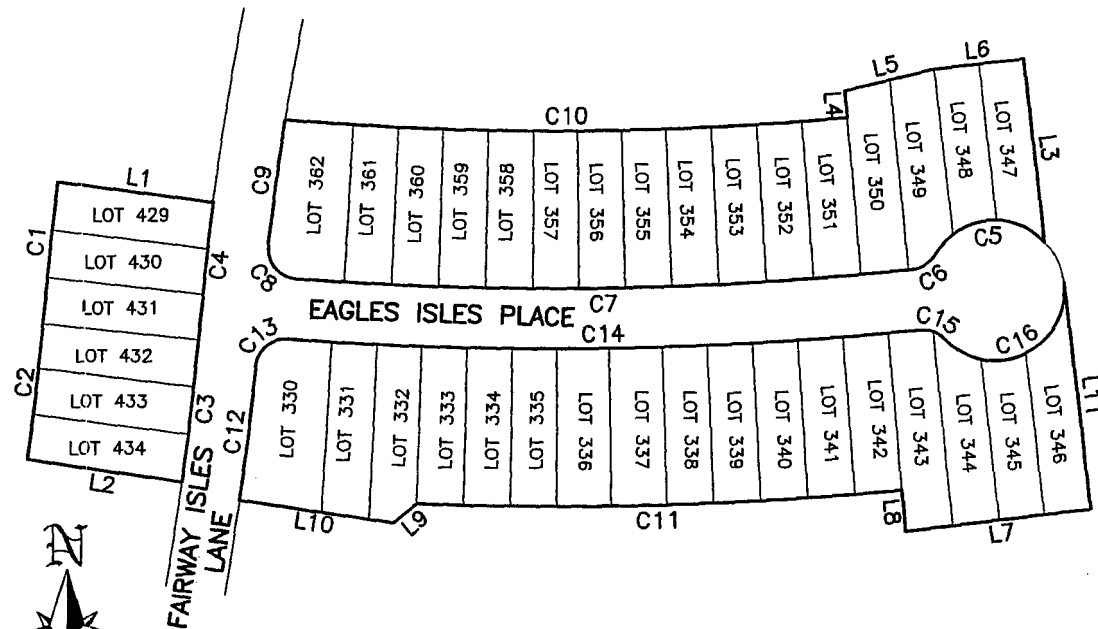 L6
L5
L4
L3
C10
LOT 362
LOT 361
LOT 360
LOT 359
LOT 358
LOT 357
LOT 356
LOT 355
LOT 354
LOT 353
LOT 352
LOT 351
LOT 350
LOT 349
LOT 348
LOT 347
C9
L1
LOT 429
LOT 430
LOT 431
LOT 432
LOT 433
LOT 434
L2
C1
C2
C4
C3
C8
C5
C6
EAGLES ISLES PLACE
C7
C14
C13
C15
C16
C12
LOT 330
LOT 331
LOT 332
LOT 333
LOT 334
LOT 335
LOT 336
LOT 337
LOT 338
LOT 339
LOT 340
LOT 341
LOT 342
LOT 343
LOT 344
LOT 345
LOT 346
L11
L10
L9
C11
L8
L7
FAIRWAY ISLES
LANE
N